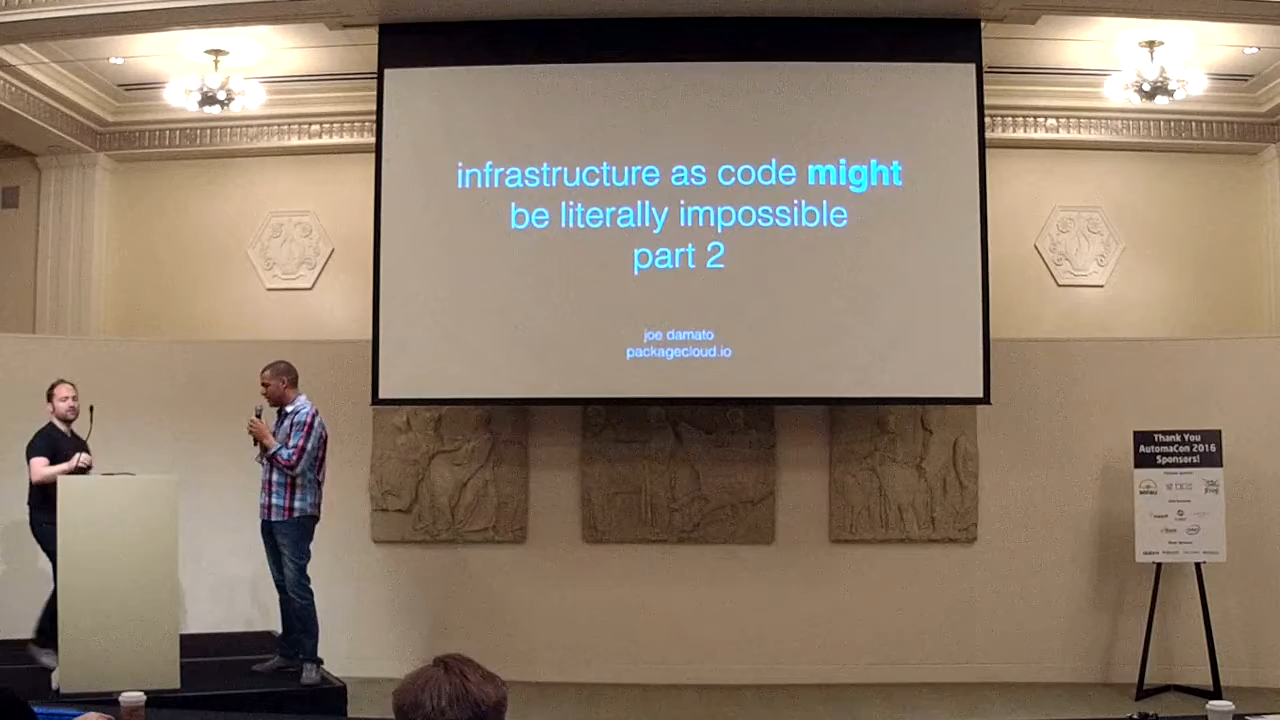 infrastructure as code might
be literally impossible
part 2
joe damato
packagecloud.io
Thank You
AutomaCon 2016
Sponsors!